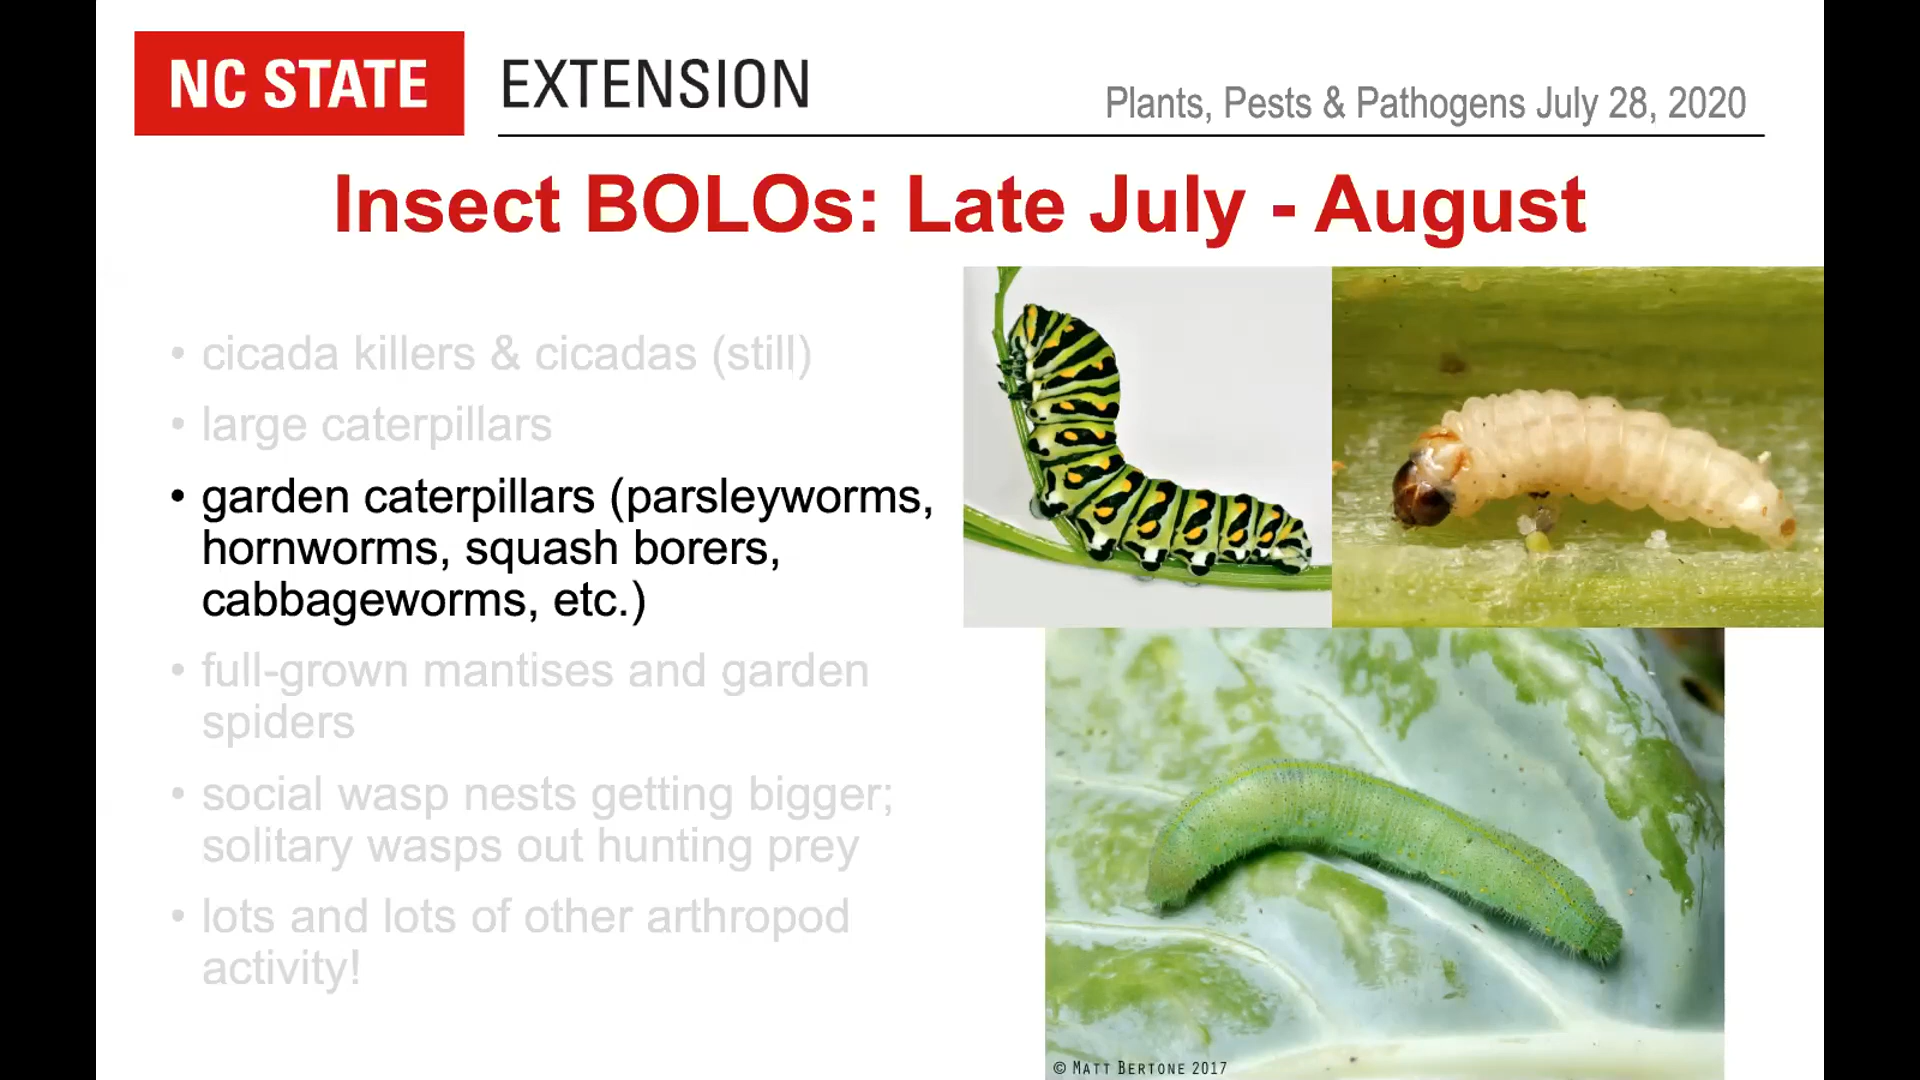 NC STATE EXTENSION
Plants, Pests & Pathogens July 28, 2020
Insect BOLOs: Late July - August
• cicada killers & cicadas (still)
• large caterpillars
• garden caterpillars (parsleyworms,
hornworms, squash borers,
cabbageworms, etc.)
• full-grown mantises and garden
spiders
• social wasp nests getting bigger;
solitary wasps out hunting prey
• lots and lots of other arthropod
activity!
© MATT BERTONE 2017